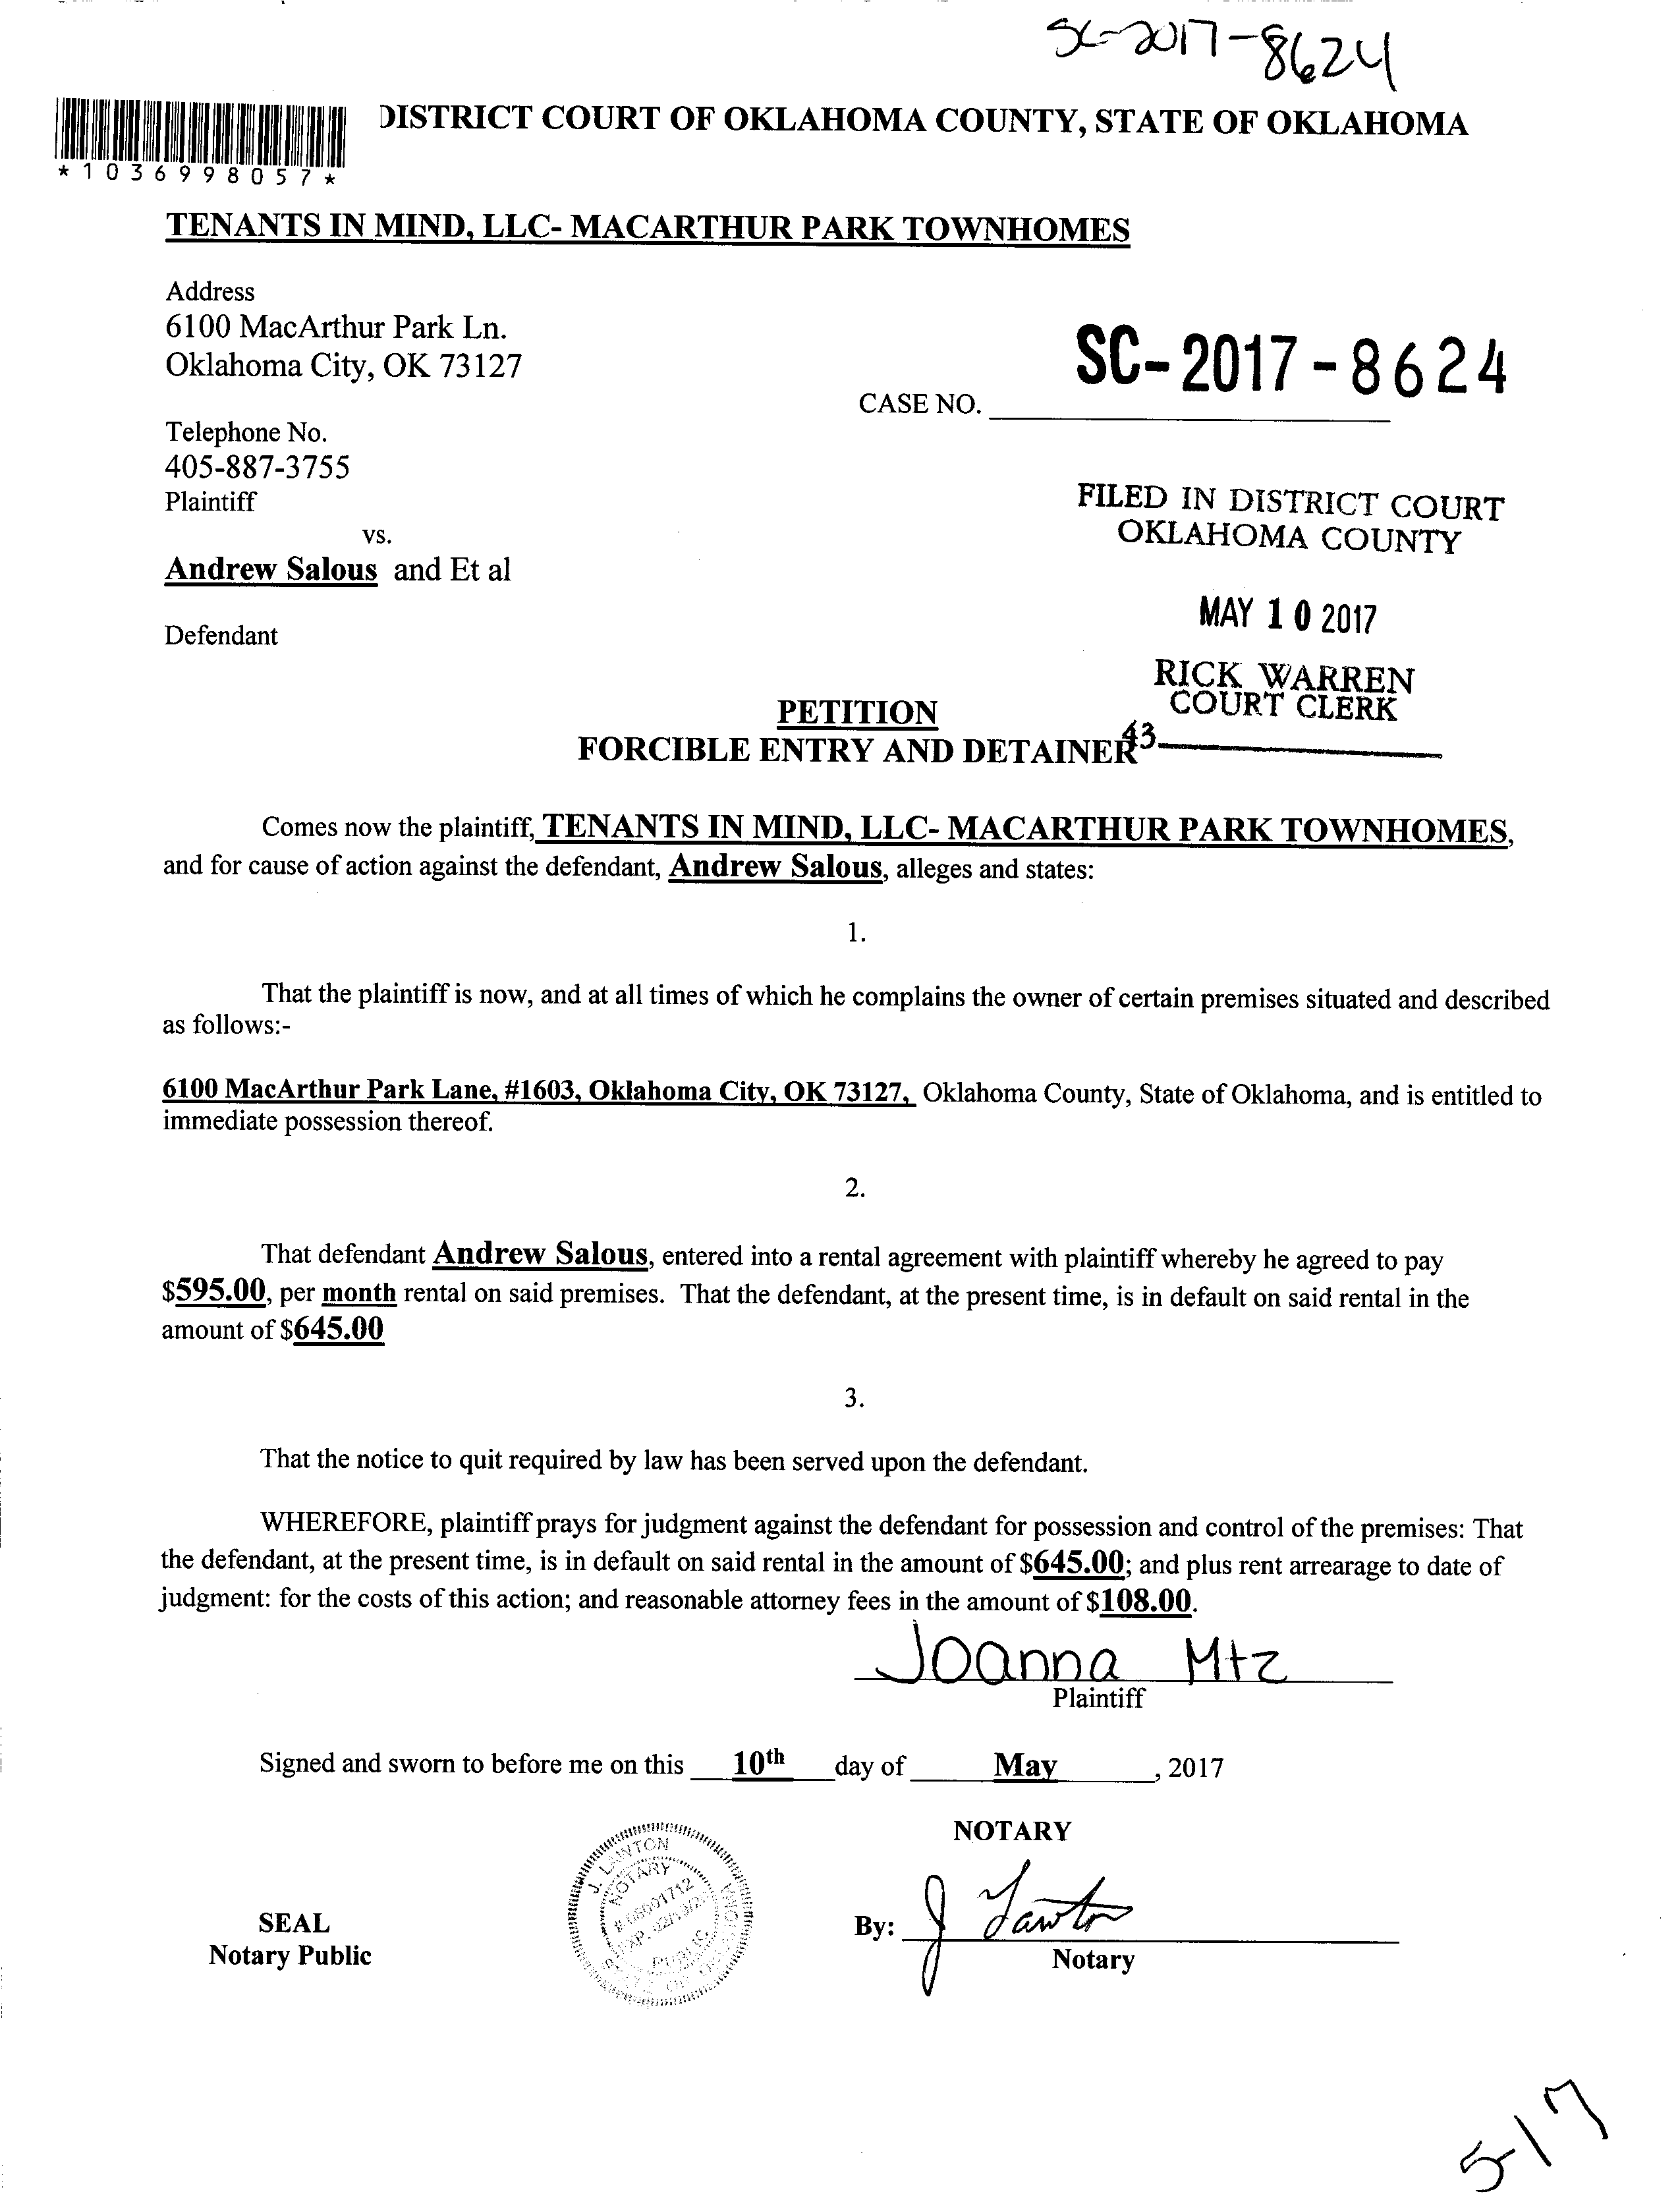 SC-2017-8624
DISTRICT COURT OF OKLAHOMA COUNTY, STATE OF OKLAHOMA
*1036998057*
TENANTS IN MIND, LLC- MACARTHUR PARK TOWNHOMES
Address
6100 MacArthur Park Ln.
Oklahoma City, OK 73127
SC-2017-8624
CASE NO.
Telephone No.
405-887-3755
Plaintiff
vs.
Andrew Salous and Et al
Defendant
FILED IN DISTRICT COURT
OKLAHOMA COUNTY
MAY 10 2017
RICK WARREN
COURT CLERK
43
PETITION
FORCIBLE ENTRY AND DETAINER
Comes now the plaintiff, TENANTS IN MIND, LLC- MACARTHUR PARK TOWNHOMES,
and for cause of action against the defendant, Andrew Salous, alleges and states:
1.
That the plaintiff is now, and at all times of which he complains the owner of certain premises situated and described
as follows:-
6100 MacArthur Park Lane, #1603, Oklahoma City, OK 73127, Oklahoma County, State of Oklahoma, and is entitled to
immediate possession thereof.
2.
That defendant Andrew Salous, entered into a rental agreement with plaintiff whereby he agreed to pay
$595.00, per month rental on said premises. That the defendant, at the present time, is in default on said rental in the
amount of $645.00
3.
That the notice to quit required by law has been served upon the defendant.
WHEREFORE, plaintiff prays for judgment against the defendant for possession and control of the premises: That
the defendant, at the present time, is in default on said rental in the amount of $645.00; and plus rent arrearage to date of
judgment: for the costs of this action; and reasonable attorney fees in the amount of $108.00.
Joanna Mtz
Plaintiff
Signed and sworn to before me on this 10th day of May, 2017
NOTARY
J. LAWTON
NOTARY
PUBLIC
STATE OF OKLAHOMA
SEAL
Notary Public
By: J Lawton
Notary
5-17